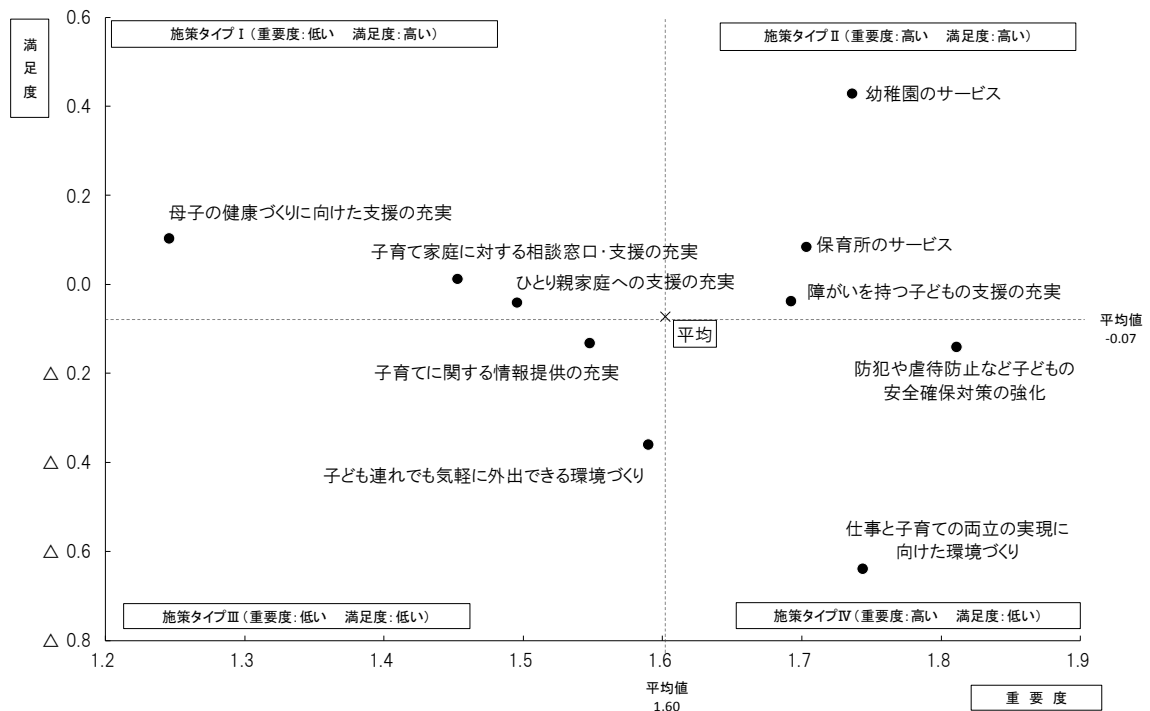 0.6
満足度
施策タイプⅠ（重要度：低い　満足度：高い）
施策タイプⅡ（重要度：高い　満足度：高い）
0.4
幼稚園のサービス
0.2
母子の健康づくりに向けた支援の充実
子育て家庭に対する相談窓口・支援の充実
保育所のサービス
0.0
ひとり親家庭への支援の充実
障がいを持つ子どもの支援の充実
平均
平均値
-0.07
△ 0.2
子育てに関する情報提供の充実
防犯や虐待防止など子どもの
安全確保対策の強化
△ 0.4
子ども連れでも気軽に外出できる環境づくり
△ 0.6
仕事と子育ての両立の実現に
向けた環境づくり
施策タイプⅢ（重要度：低い　満足度：低い）
施策タイプⅣ（重要度：高い　満足度：低い）
△ 0.8
1.2 1.3 1.4 1.5 1.6 1.7 1.8 1.9
平均値
1.60
重 要 度